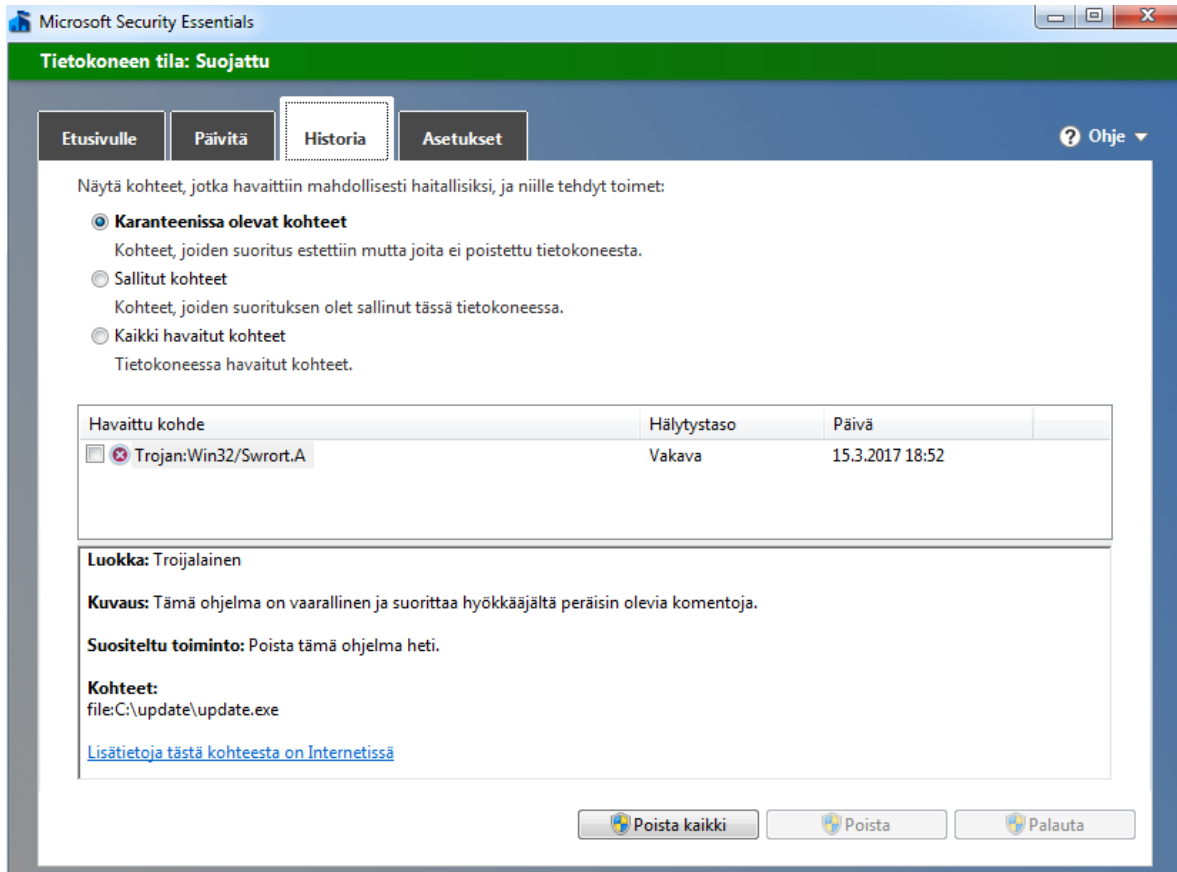 Microsoft Security Essentials
Tietokoneen tila: Suojattu
Etusivulle Päivitä Historia Asetukset Ohje
Näytä kohteet, jotka havaittiin mahdollisesti haitallisiksi, ja niille tehdyt toimet:
Karanteenissa olevat kohteet
Kohteet, joiden suoritus estettiin mutta joita ei poistettu tietokoneesta.
Sallitut kohteet
Kohteet, joiden suorituksen olet sallinut tässä tietokoneessa.
Kaikki havaitut kohteet
Tietokoneessa havaitut kohteet.
Havaittu kohde Hälytystaso Päivä
Trojan:Win32/Swrort.A Vakava 15.3.2017 18:52
Luokka: Troijalainen
Kuvaus: Tämä ohjelma on vaarallinen ja suorittaa hyökkääjältä peräisin olevia komentoja.
Suositeltu toiminto: Poista tämä ohjelma heti.
Kohteet:
file:C:\update\update.exe
Lisätietoja tästä kohteesta on Internetissä
Poista kaikki Poista Palauta